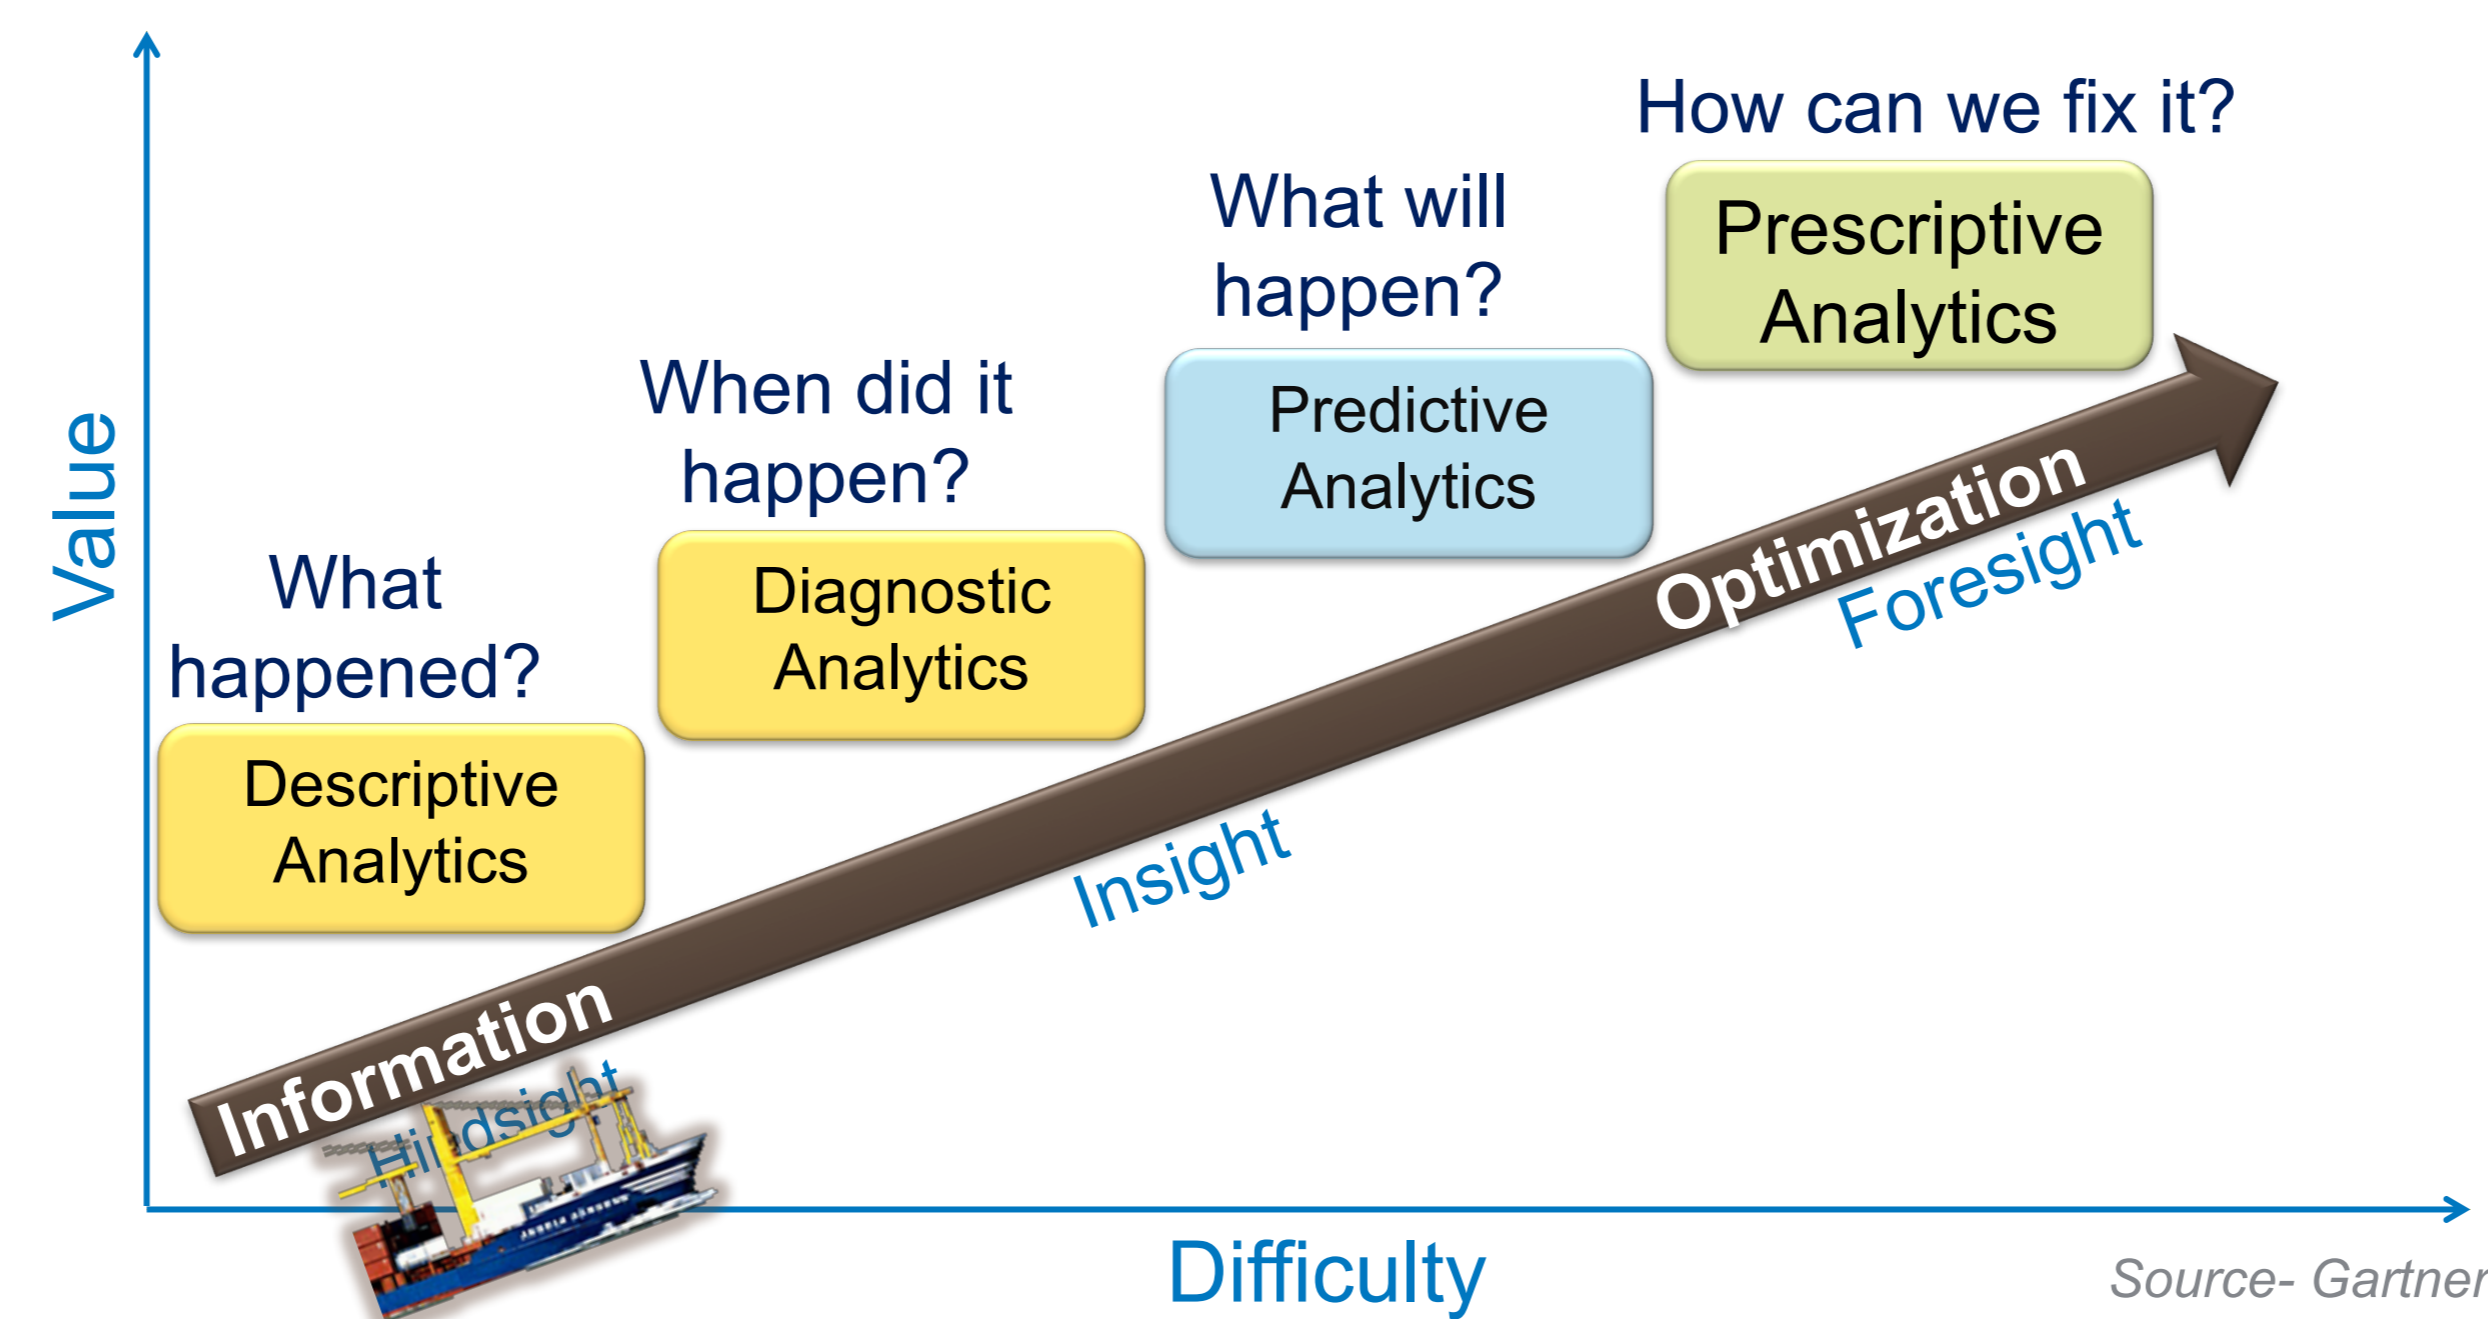 How can we fix it?
Prescriptive
Analytics
What will
happen?
Predictive
Analytics
When did it
happen?
Diagnostic
Analytics
What
happened?
Descriptive
Analytics
Value
Information
Optimization
Hindsight
Insight
Foresight
Difficulty
Source- Gartner